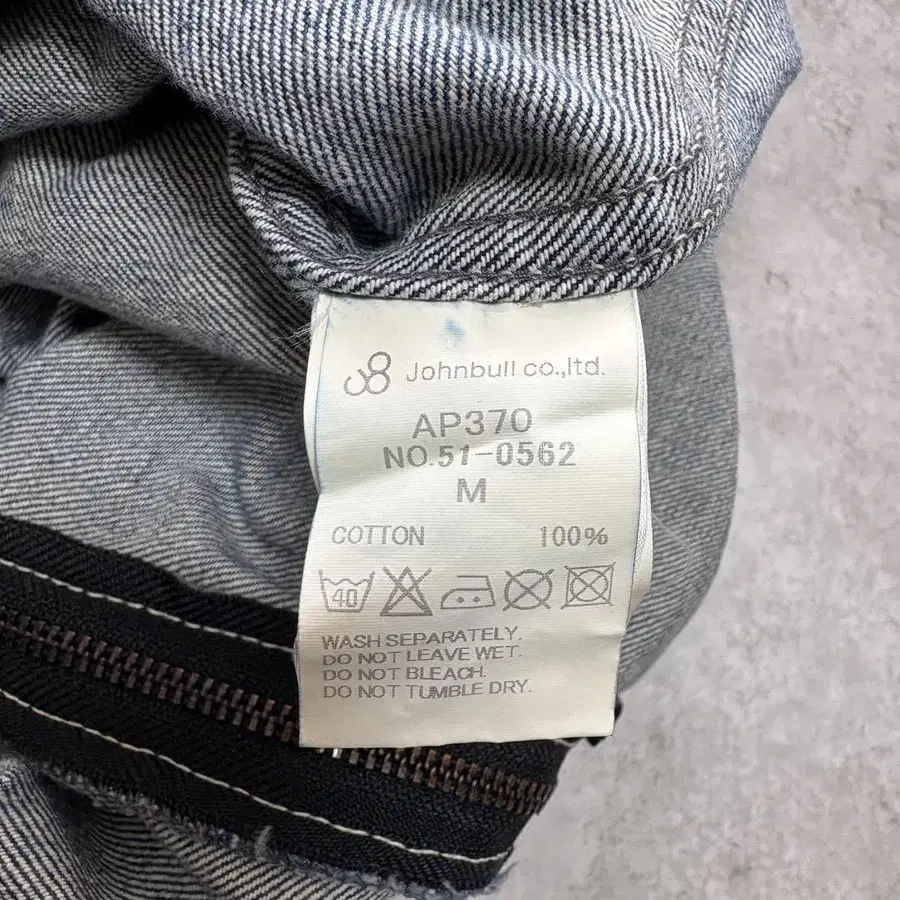 Johnbull co.,ltd.
AP370
NO.51-0562
M
COTTON 100%
40
WASH SEPARATELY.
DO NOT LEAVE WET.
DO NOT BLEACH.
DO NOT TUMBLE DRY.